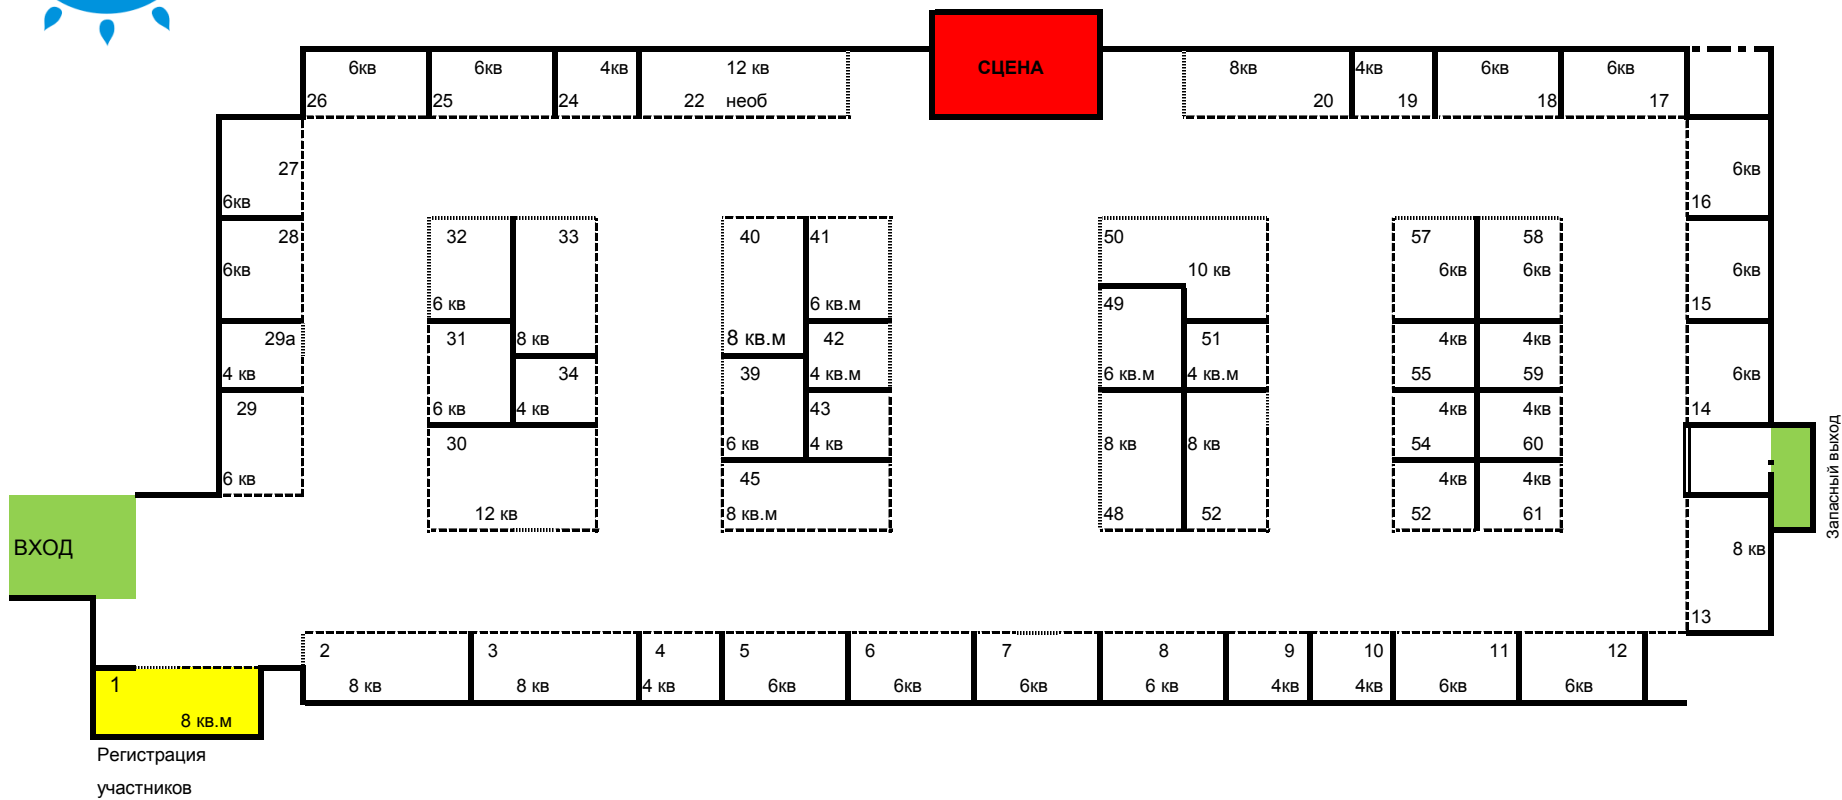 6кв 6кв 4кв 12 кв СЦЕНА 8кв 4кв 6кв 6кв
26 25 24 22 необ 20 19 18 17
27 6кв
6кв 16
28 32 33 40 41 50 57 58
6кв 10 кв 6кв 6кв 6кв
6 кв 6 кв.м 49 15
29а 31 8 кв 8 кв.м 42 51 4кв 4кв
4 кв 34 39 4 кв.м 6 кв.м 4 кв.м 55 59 6кв
29 6 кв 4 кв 43 4кв 4кв 14
30 6 кв 4 кв 8 кв 8 кв 54 60
6 кв 45 4кв 4кв
12 кв 8 кв.м 48 52 52 61
Запасный выход
ВХОД 8 кв
13
2 3 4 5 6 7 8 9 10 11 12
1 8 кв 8 кв 4 кв 6кв 6кв 6кв 6 кв 4кв 4кв 6кв 6кв
8 кв.м
Регистрация
участников